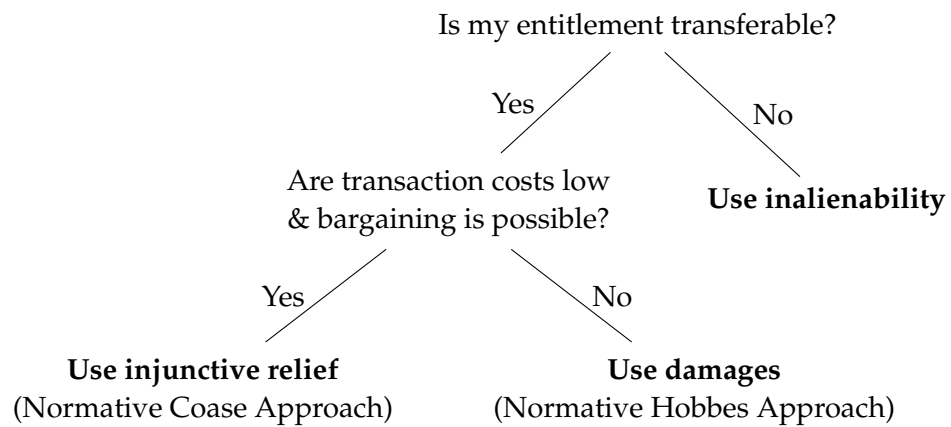 Is my entitlement transferable?
Yes
No
Are transaction costs low
& bargaining is possible?
Use inalienability
Yes
No
Use injunctive relief
(Normative Coase Approach)
Use damages
(Normative Hobbes Approach)